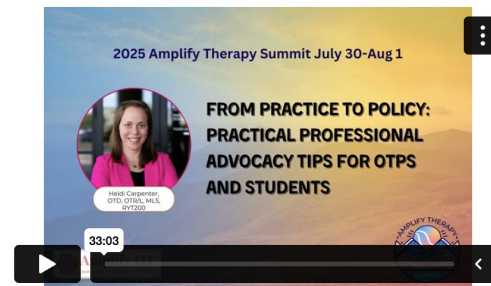 2025 Amplify Therapy Summit July 30-Aug 1
FROM PRACTICE TO POLICY:
PRACTICAL PROFESSIONAL
ADVOCACY TIPS FOR OTPS
AND STUDENTS
Heidi Carpenter,
OTD, OTR/L, MLS,
RYT200
AMPLIFY THERAPY
33:03